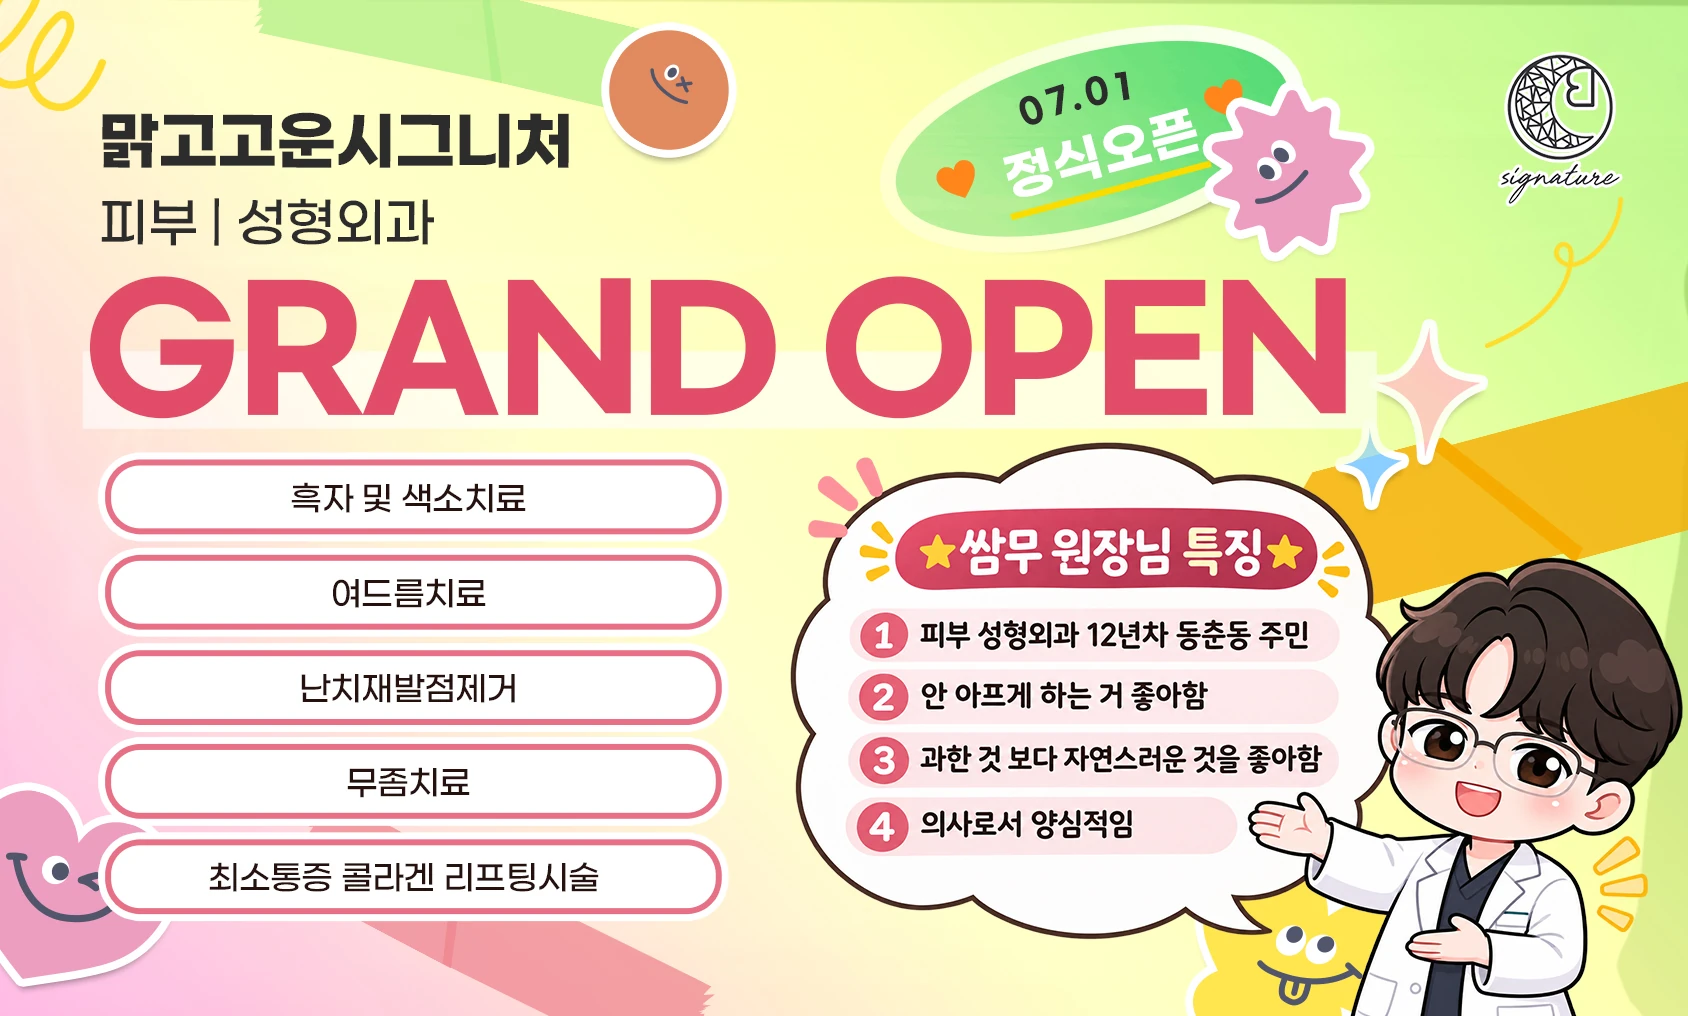 맑고고운시그니처
피부 | 성형외과
07.01
정식오픈
signature
GRAND OPEN
흑자 및 색소치료
여드름치료
난치재발점제거
무좀치료
최소통증 콜라겐 리프팅시술
쌈무 원장님 특징
1 피부 성형외과 12년차 동춘동 주민
2 안 아프게 하는 거 좋아함
3 과한 것 보다 자연스러운 것을 좋아함
4 의사로서 양심적임